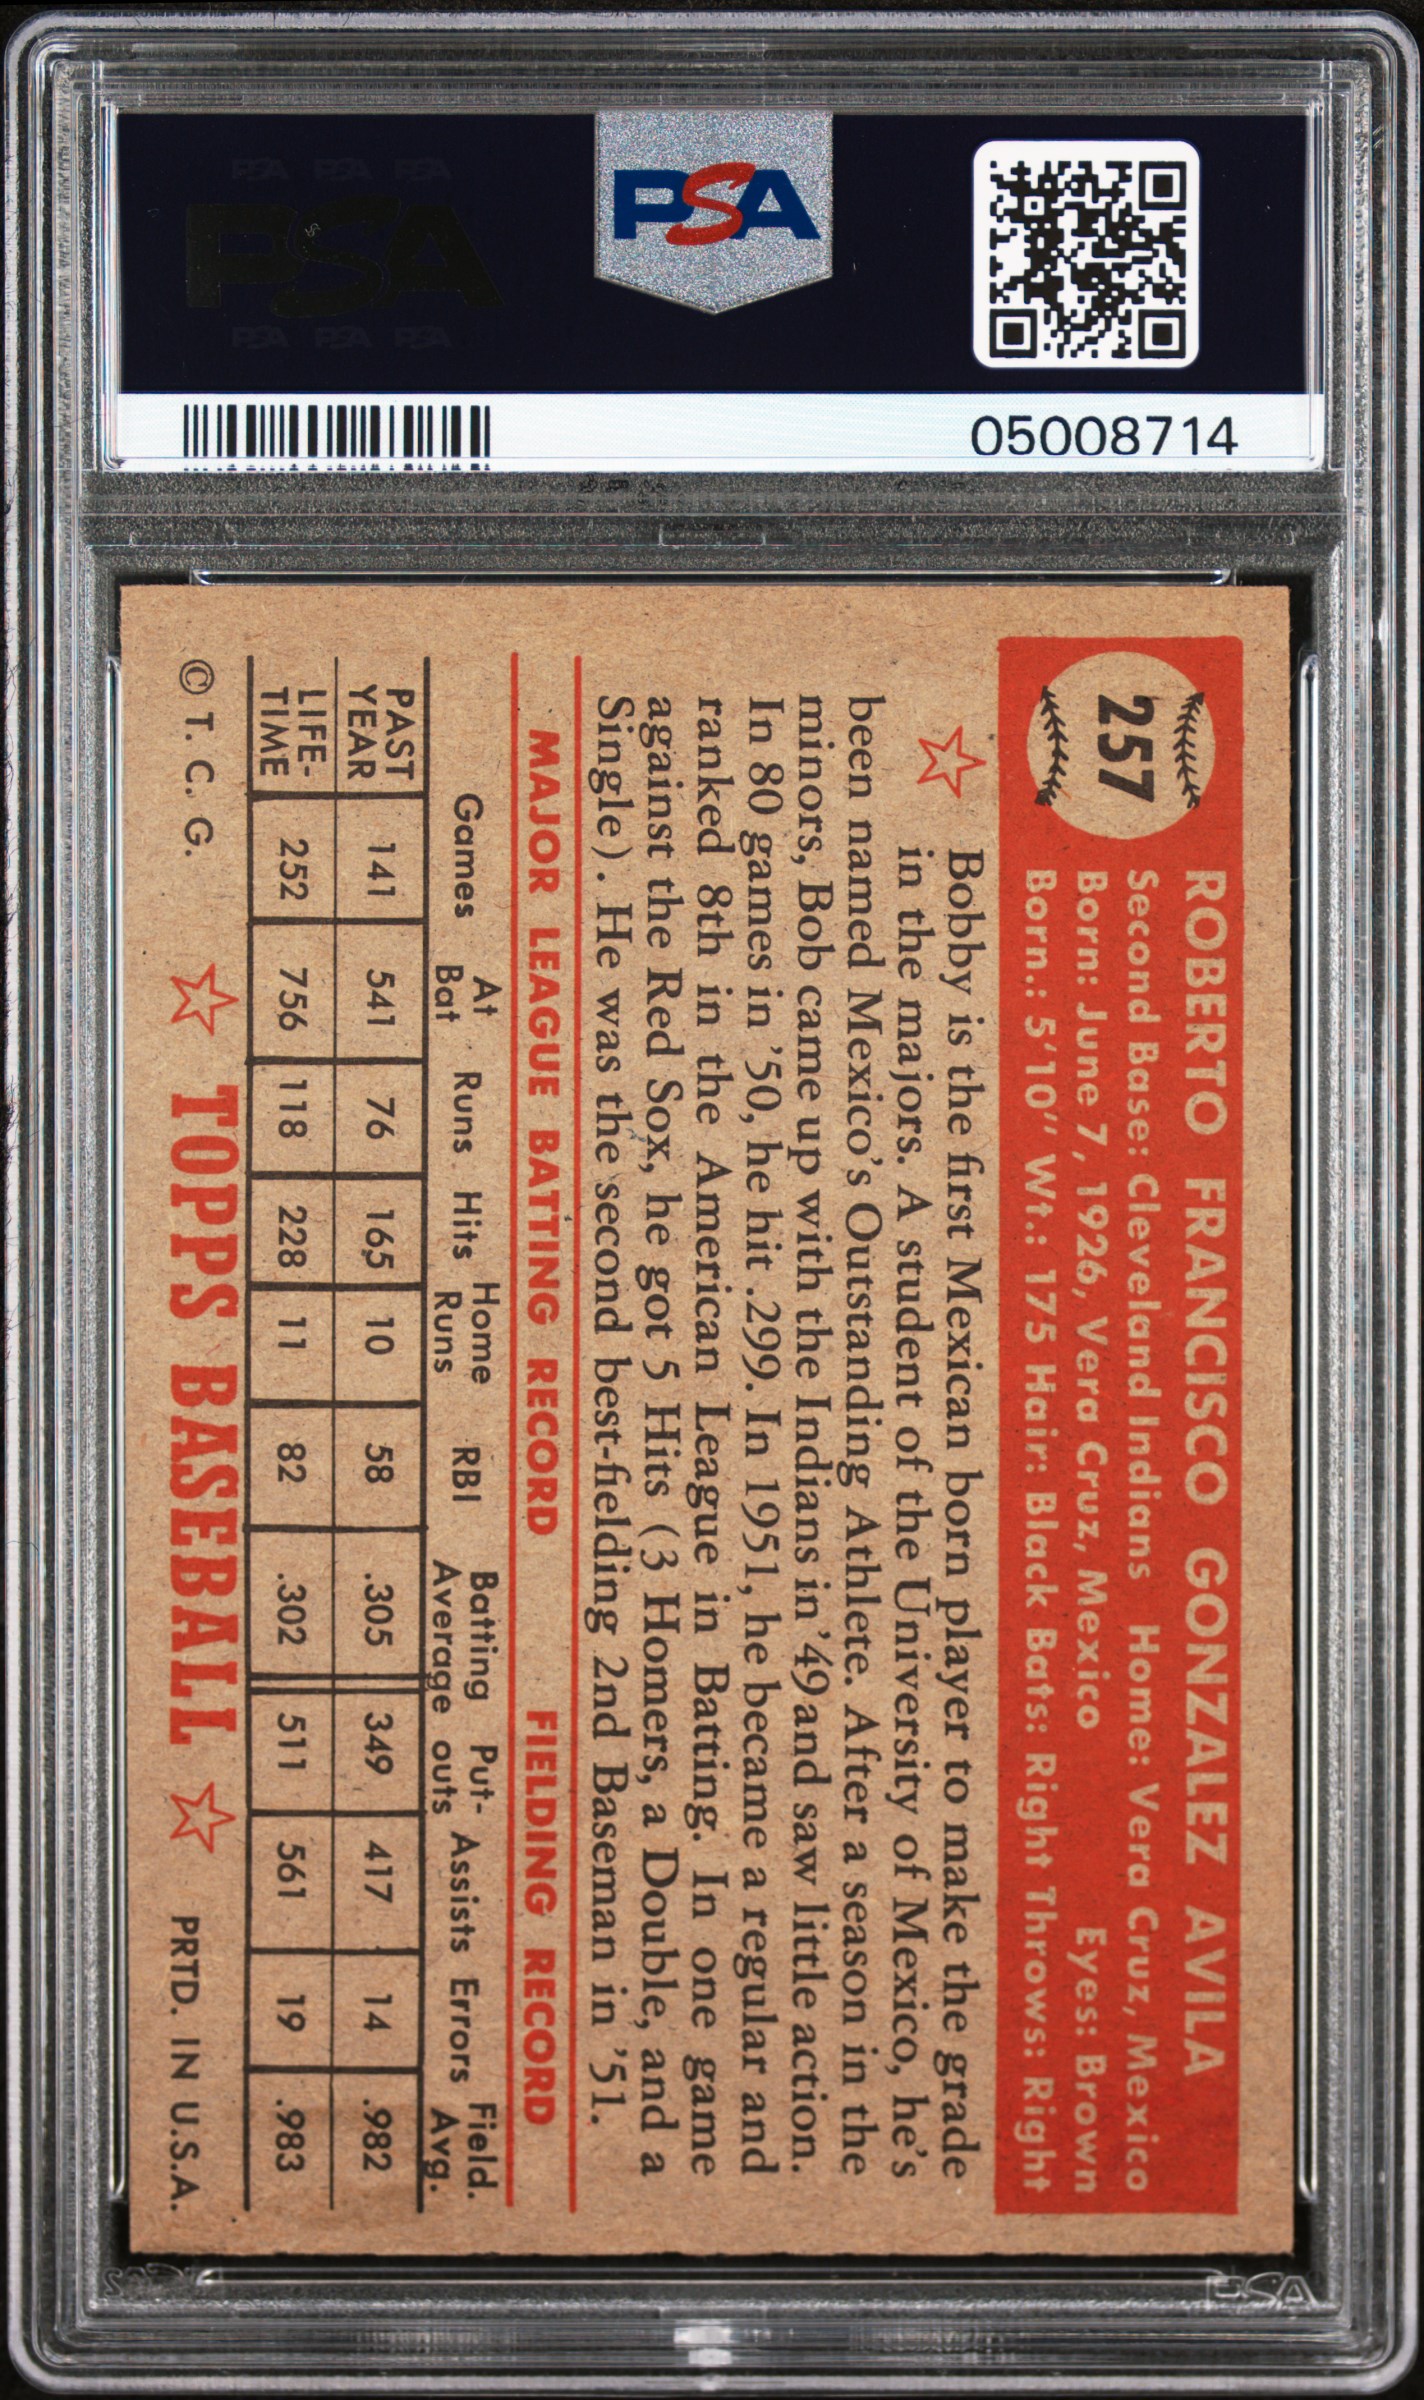 PSA PSA PSA
PSA
PSA PSA PSA
PSA
05008714
257
ROBERTO FRANCISCO GONZALEZ AVILA
Second Base: Cleveland Indians Home: Vera Cruz, Mexico
Born: June 7, 1926, Vera Cruz, Mexico Eyes: Brown
Born.: 5'10" Wt.: 175 Hair: Black Bats: Right Throws: Right
Bobby is the first Mexican born player to make the grade
in the majors. A student of the University of Mexico, he's
been named Mexico's Outstanding Athlete. After a season in the
minors, Bob came up with the Indians in '49 and saw little action.
In 80 games in '50, he hit .299. In 1951, he became a regular and
ranked 8th in the American League in Batting. In one game
against the Red Sox, he got 5 Hits (3 Homers, a Double, and a
Single). He was the second best-fielding 2nd Baseman in '51.
MAJOR LEAGUE BATTING RECORD FIELDING RECORD
Games At Bat Runs Hits Home Runs RBI Batting Average Put-outs Assists Errors Field. Avg.
PAST YEAR 141 541 76 165 10 58 .305 349 417 14 .982
LIFE-TIME 252 756 118 228 11 82 .302 511 561 19 .983
© T. C. G. TOPPS BASEBALL PRTD. IN U.S.A.
PSA